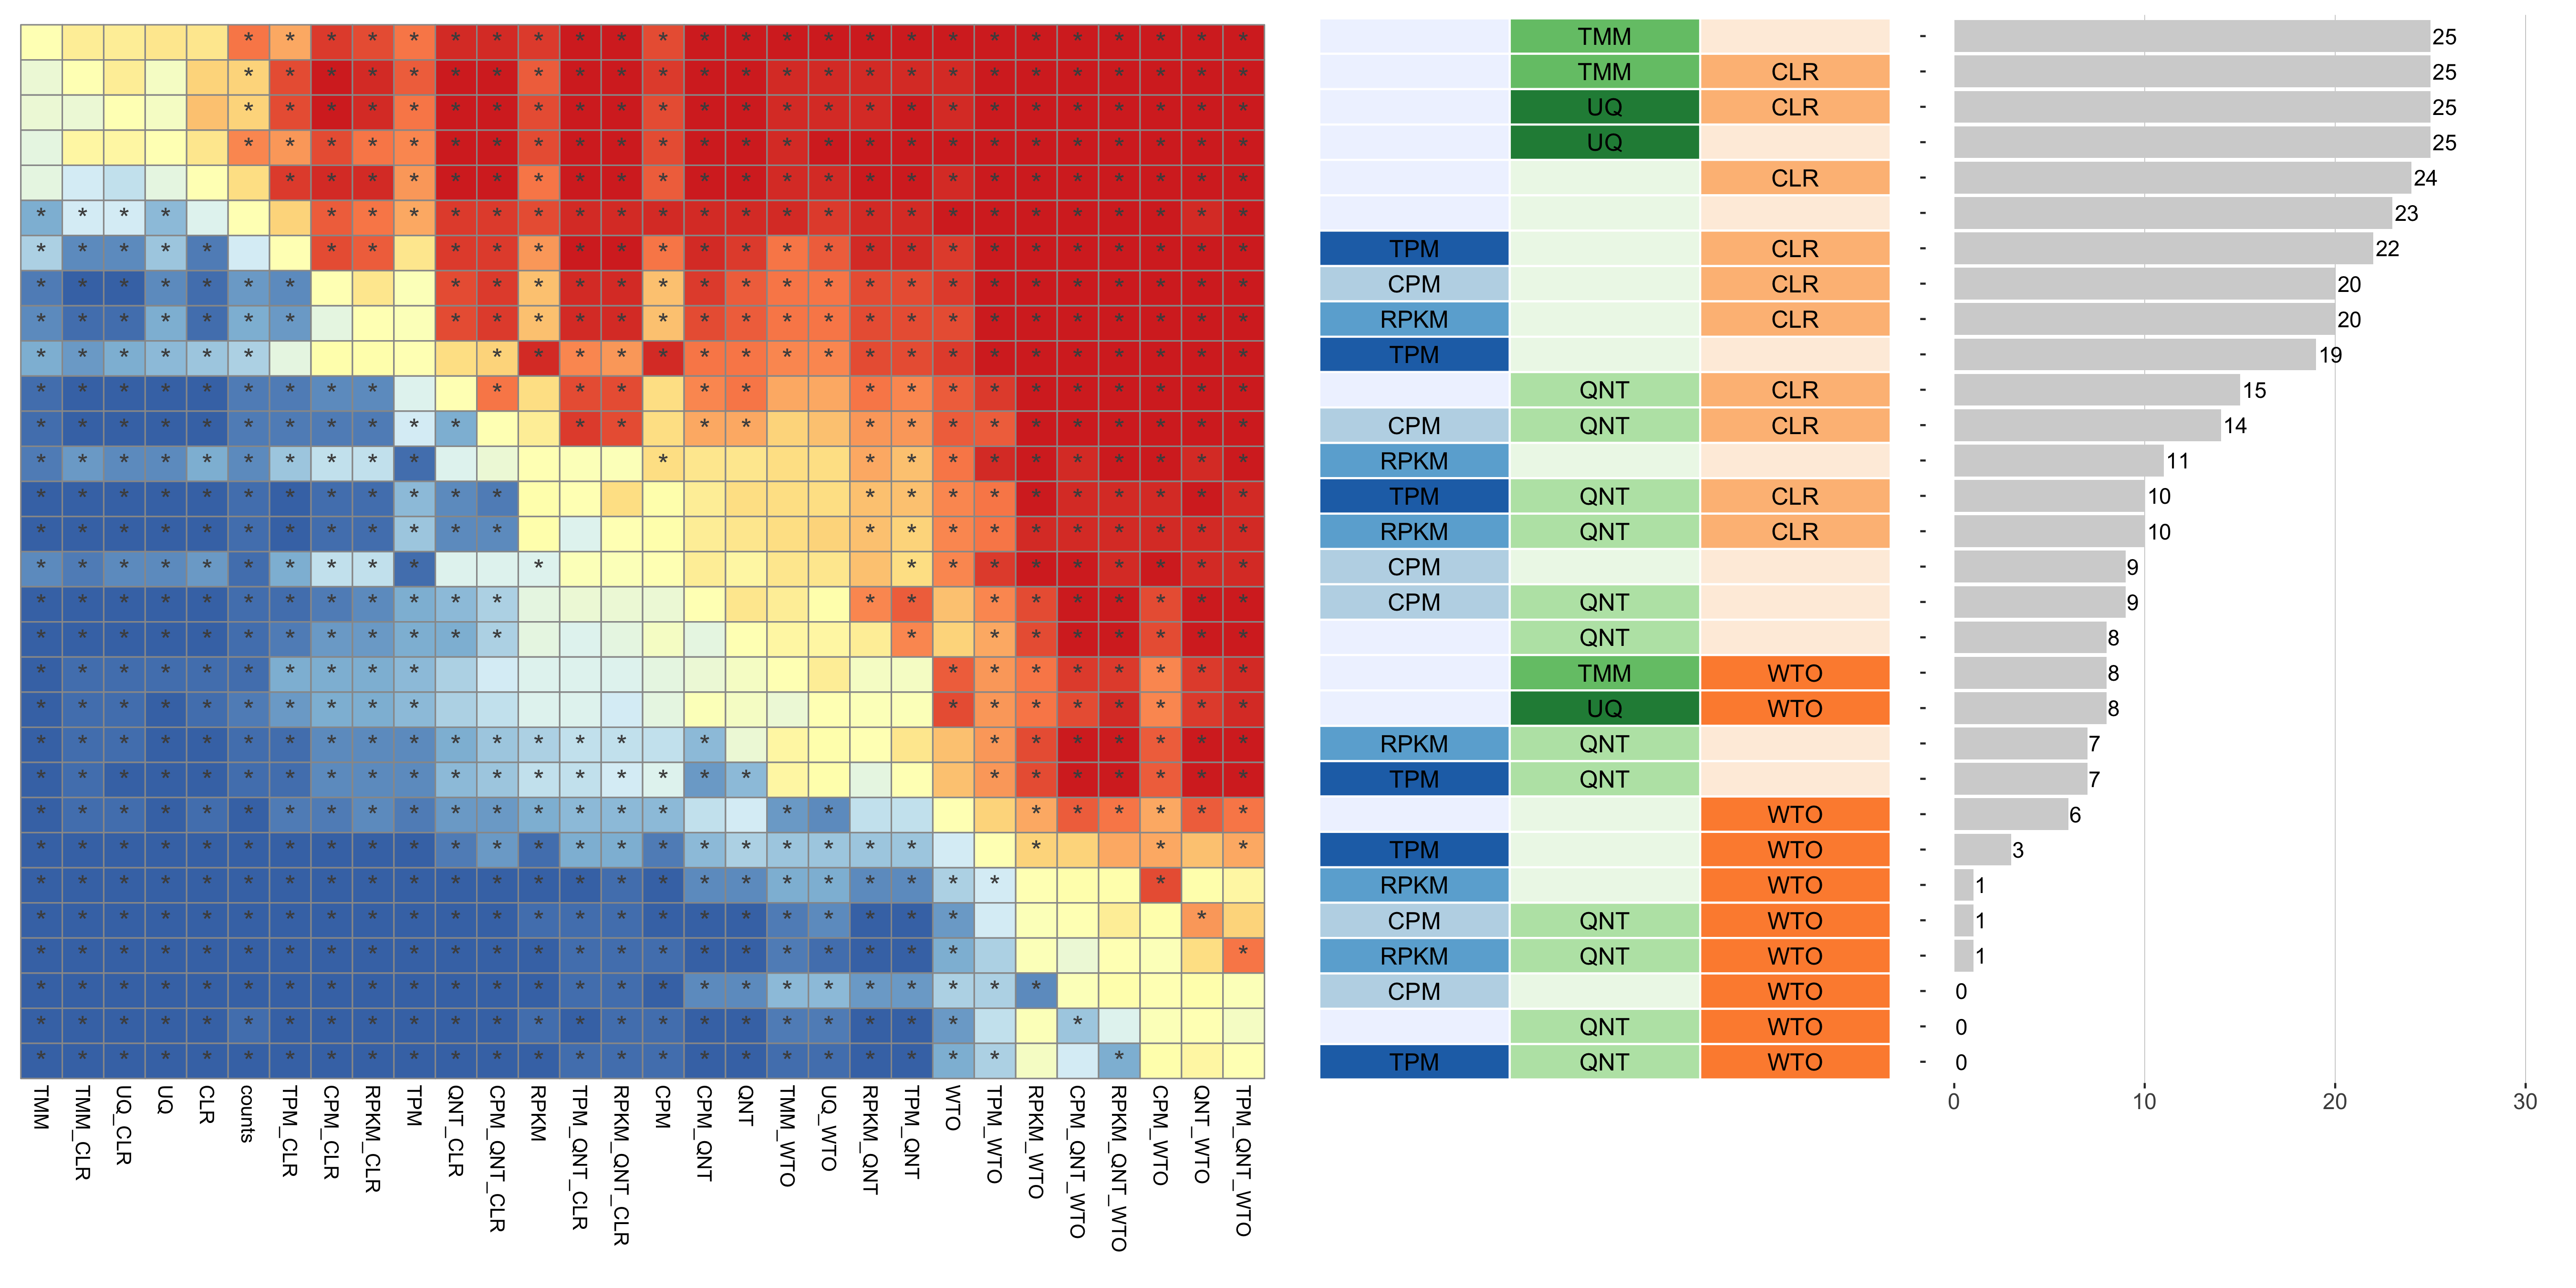 TMM - 25
TMM CLR - 25
UQ CLR - 25
UQ - 25
CLR - 24
- 23
TPM CLR - 22
CPM CLR - 20
RPKM CLR - 20
TPM - 19
QNT CLR - 15
CPM QNT CLR - 14
RPKM - 11
TPM QNT CLR - 10
RPKM QNT CLR - 10
CPM - 9
CPM QNT - 9
QNT - 8
TMM WTO - 8
UQ WTO - 8
RPKM QNT - 7
TPM QNT - 7
WTO - 6
TPM WTO - 3
RPKM WTO - 1
CPM QNT WTO - 1
RPKM QNT WTO - 1
CPM WTO - 0
QNT WTO - 0
TPM QNT WTO - 0
TMM
TMM_CLR
UQ_CLR
UQ
CLR
counts
TPM_CLR
CPM_CLR
RPKM_CLR
TPM
QNT_CLR
CPM_QNT_CLR
RPKM
TPM_QNT_CLR
RPKM_QNT_CLR
CPM
CPM_QNT
QNT
TMM_WTO
UQ_WTO
RPKM_QNT
TPM_QNT
WTO
TPM_WTO
RPKM_WTO
CPM_QNT_WTO
RPKM_QNT_WTO
CPM_WTO
QNT_WTO
TPM_QNT_WTO
0 10 20 30